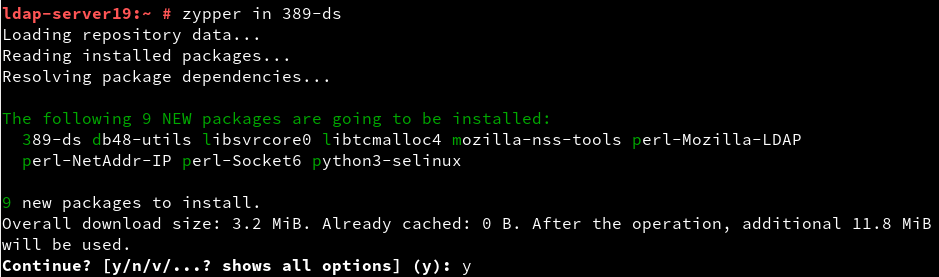 ldap-server19:~ # zypper in 389-ds
Loading repository data...
Reading installed packages...
Resolving package dependencies...
The following 9 NEW packages are going to be installed:
389-ds db48-utils libsvrcore0 libtcmalloc4 mozilla-nss-tools perl-Mozilla-LDAP
perl-NetAddr-IP perl-Socket6 python3-selinux
9 new packages to install.
Overall download size: 3.2 MiB. Already cached: 0 B. After the operation, additional 11.8 MiB
will be used.
Continue? [y/n/v/...? shows all options] (y): y